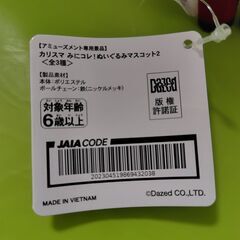 【アミューズメント専用景品】
カリスマ みにコレ!ぬいぐるみマスコット2
<全3種>
【製品素材】
本体:ポリエステル
ボールチェーン:鉄(ニッケルメッキ)
対象年齢
6歳以上
Dazed
版権
許諾証
JAIA CODE
202304519869432038
MADE IN VIETNAM
©Dazed CO.,LTD.